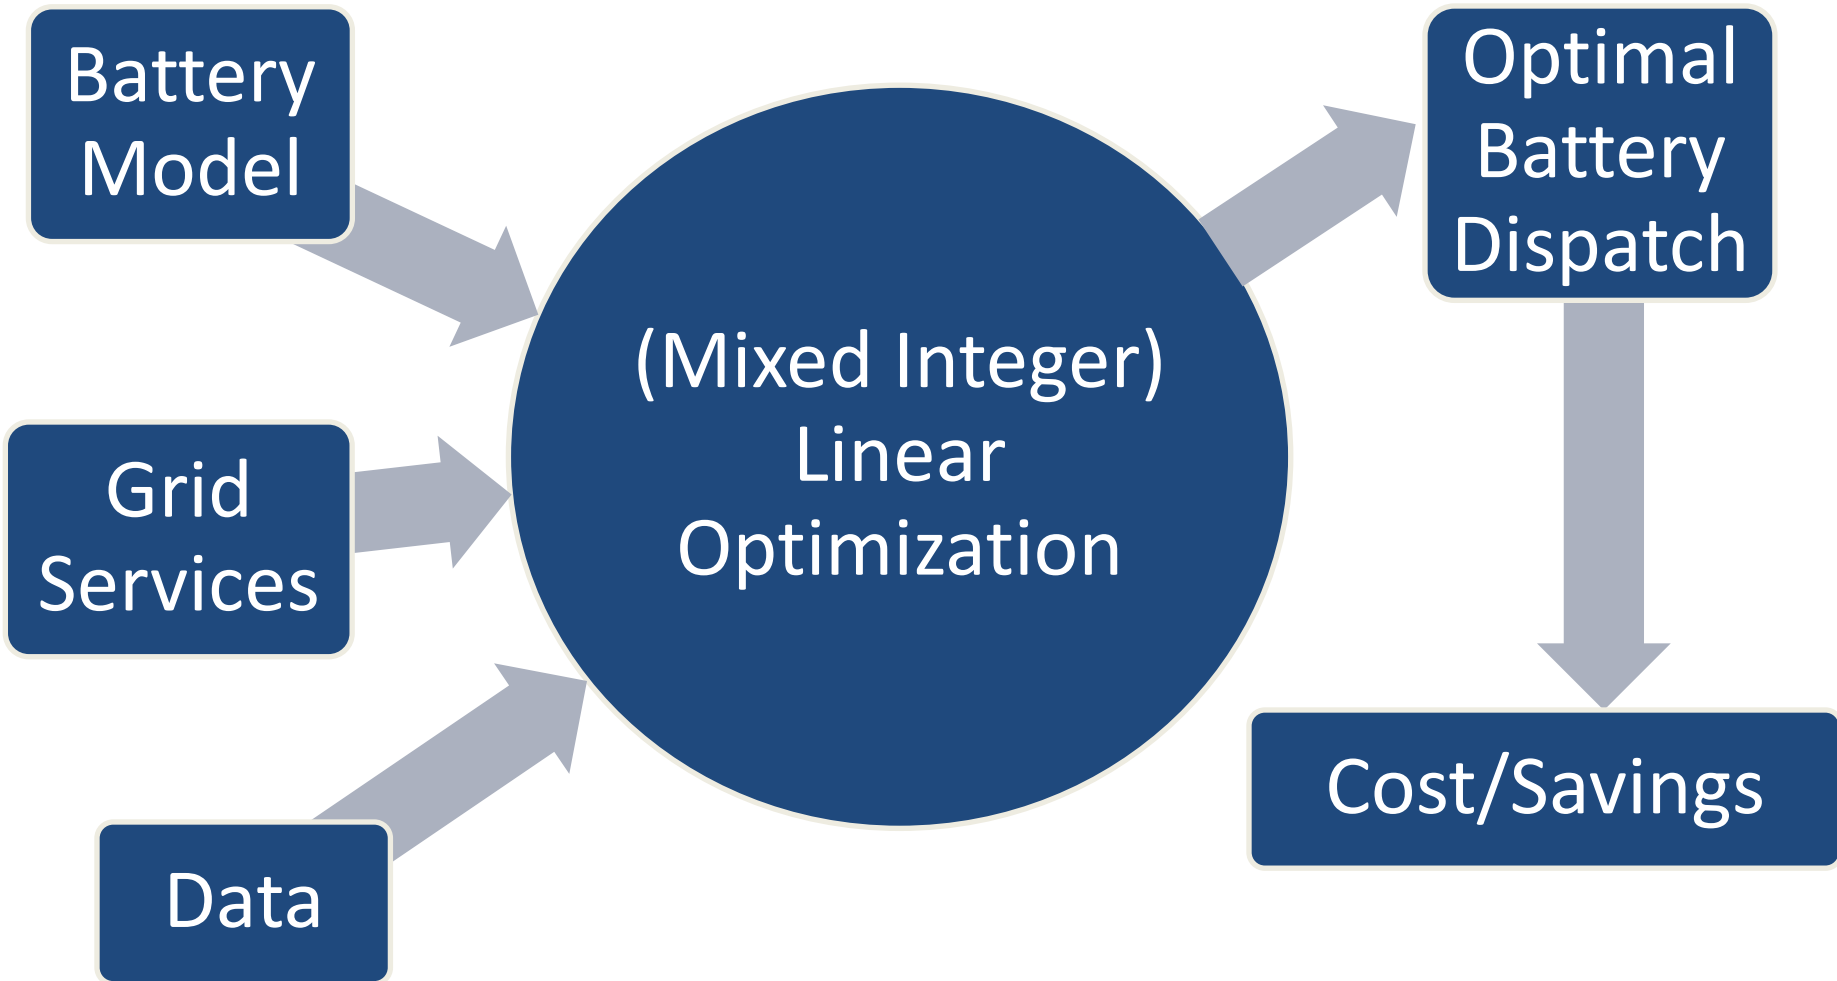 Battery
Model
Grid
Services
Data
(Mixed Integer)
Linear
Optimization
Optimal
Battery
Dispatch
Cost/Savings